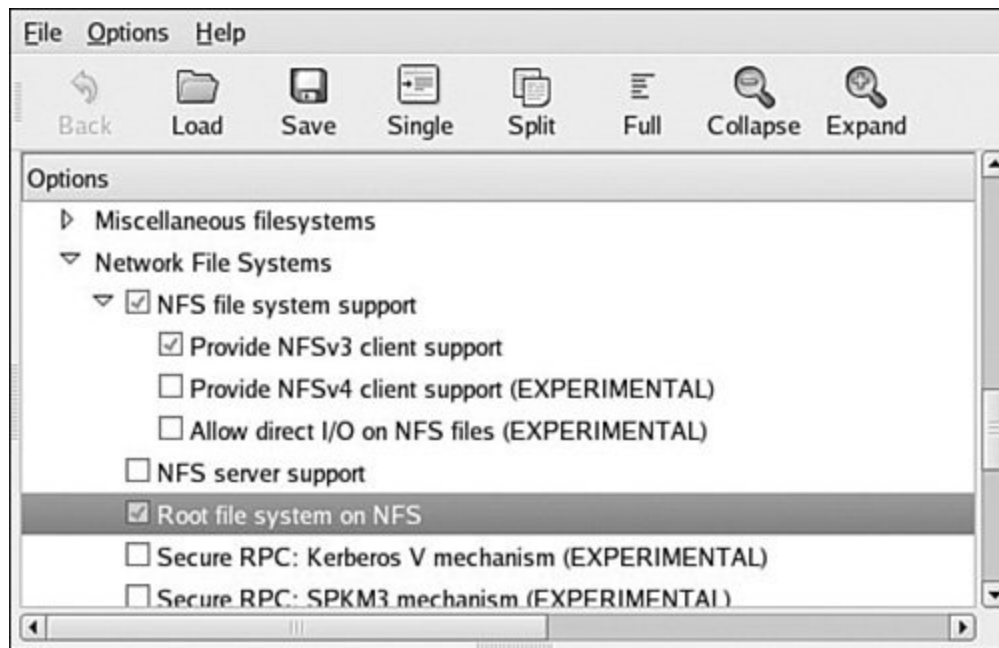 File Options Help
Back Load Save Single Split Full Collapse Expand
Options
Miscellaneous filesystems
Network File Systems
NFS file system support
Provide NFSv3 client support
Provide NFSv4 client support (EXPERIMENTAL)
Allow direct I/O on NFS files (EXPERIMENTAL)
NFS server support
Root file system on NFS
Secure RPC: Kerberos V mechanism (EXPERIMENTAL)
Secure RPC: SPKM3 mechanism (EXPERIMENTAL)